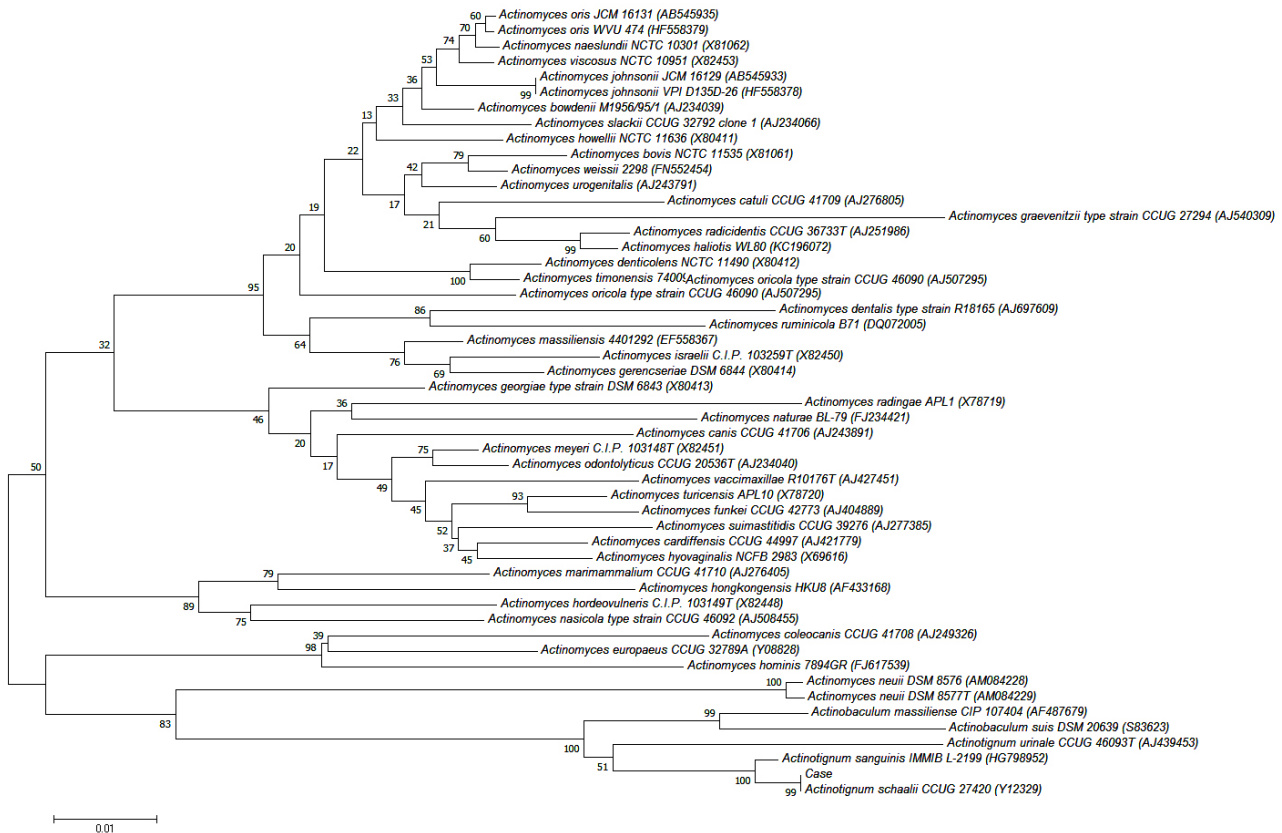 60 Actinomyces oris JCM 16131 (AB545935)
70 Actinomyces oris WVU 474 (HF558379)
74 Actinomyces naeslundii NCTC 10301 (X81062)
53 Actinomyces viscosus NCTC 10951 (X82453)
36 Actinomyces johnsonii JCM 16129 (AB545933)
99 Actinomyces johnsonii VPI D135D-26 (HF558378)
33 Actinomyces bowdenii M1956/95/1 (AJ234039)
13 Actinomyces slackii CCUG 32792 clone 1 (AJ234066)
Actinomyces howellii NCTC 11636 (X80411)
22 79 Actinomyces bovis NCTC 11535 (X81061)
42 Actinomyces weissii 2298 (FN552454)
Actinomyces urogenitalis (AJ243791)
17 Actinomyces catuli CCUG 41709 (AJ276805)
19 21 Actinomyces graevenitzii type strain CCUG 27294 (AJ540309)
60 Actinomyces radicidentis CCUG 36733T (AJ251986)
20 99 Actinomyces haliotis WL80 (KC196072)
Actinomyces denticolens NCTC 11490 (X80412)
100 Actinomyces timonensis 7400 Actinomyces oricola type strain CCUG 46090 (AJ507295)
95 Actinomyces oricola type strain CCUG 46090 (AJ507295)
86 Actinomyces dentalis type strain R18165 (AJ697609)
Actinomyces ruminicola B71 (DQ072005)
32 64 Actinomyces massiliensis 4401292 (EF558367)
76 Actinomyces israelii C.I.P. 103259T (X82450)
69 Actinomyces gerencseriae DSM 6844 (X80414)
Actinomyces georgiae type strain DSM 6843 (X80413)
46 36 Actinomyces radingae APL1 (X78719)
Actinomyces naturae BL-79 (FJ234421)
20 Actinomyces canis CCUG 41706 (AJ243891)
75 Actinomyces meyeri C.I.P. 103148T (X82451)
50 17 Actinomyces odontolyticus CCUG 20536T (AJ234040)
49 Actinomyces vaccimaxillae R10176T (AJ427451)
93 Actinomyces turicensis APL10 (X78720)
45 Actinomyces funkei CCUG 42773 (AJ404889)
52 Actinomyces suimastitidis CCUG 39276 (AJ277385)
37 Actinomyces cardiffensis CCUG 44997 (AJ421779)
45 Actinomyces hyovaginalis NCFB 2983 (X69616)
79 Actinomyces marimammalium CCUG 41710 (AJ276405)
Actinomyces hongkongensis HKU8 (AF433168)
89 Actinomyces hordeovulneris C.I.P. 103149T (X82448)
75 Actinomyces nasicola type strain CCUG 46092 (AJ508455)
39 Actinomyces coleocanis CCUG 41708 (AJ249326)
98 Actinomyces europaeus CCUG 32789A (Y08828)
Actinomyces hominis 7894GR (FJ617539)
100 Actinomyces neuii DSM 8576 (AM084228)
Actinomyces neuii DSM 8577T (AM084229)
83 99 Actinobaculum massiliense CIP 107404 (AF487679)
Actinobaculum suis DSM 20639 (S83623)
100 Actinotignum urinale CCUG 46093T (AJ439453)
51 Actinotignum sanguinis IMMIB L-2199 (HG798952)
100 Case
99 Actinotignum schaalii CCUG 27420 (Y12329)
0.01